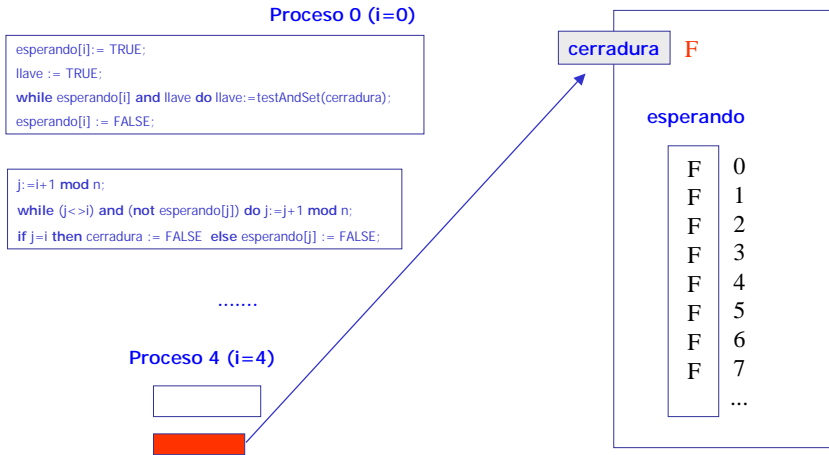 Proceso 0 (i=0)
esperando[i]:= TRUE;
llave := TRUE;
while esperando[i] and llave do llave:=testAndSet(cerradura);
esperando[i] := FALSE;
j:=i+1 mod n;
while (j<>i) and (not esperando[j]) do j:=j+1 mod n;
if j=i then cerradura := FALSE else esperando[j] := FALSE;
.......
Proceso 4 (i=4)
cerradura F
esperando
F 0
F 1
F 2
F 3
F 4
F 5
F 6
F 7
...